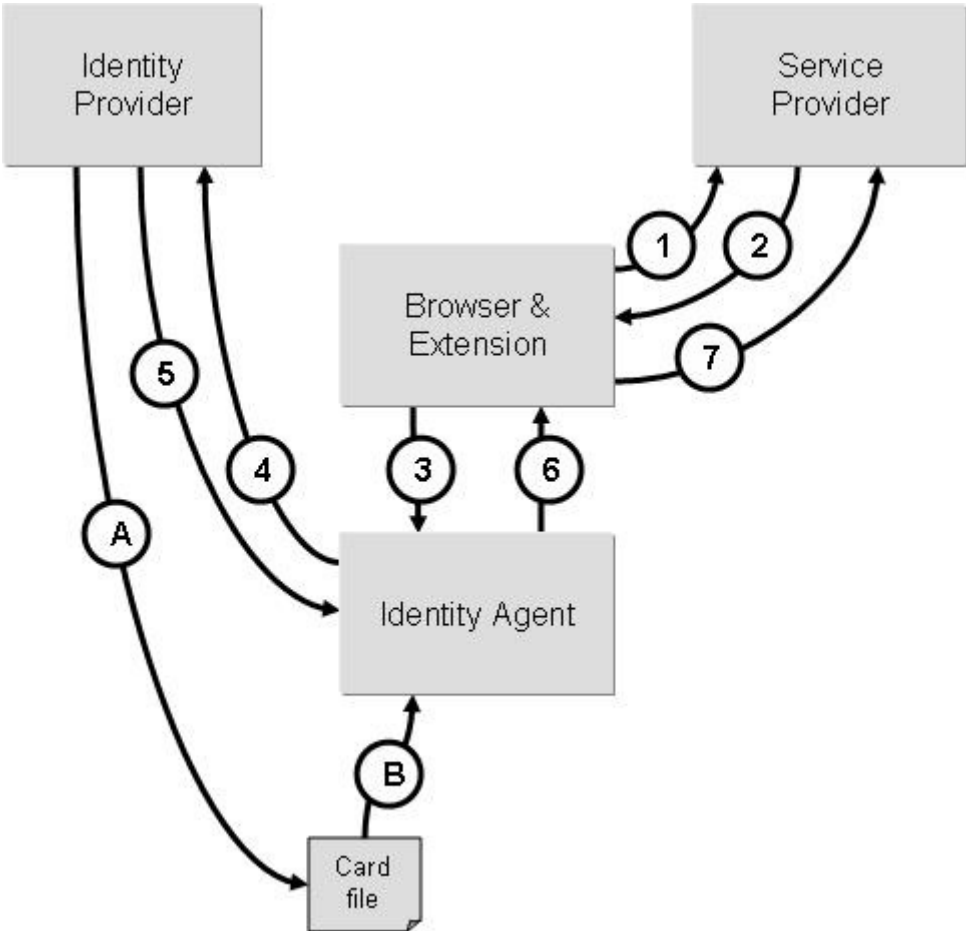 Identity
Provider
Service
Provider
1
2
Browser &
Extension
7
5
4
3
6
A
Identity Agent
B
Card
file